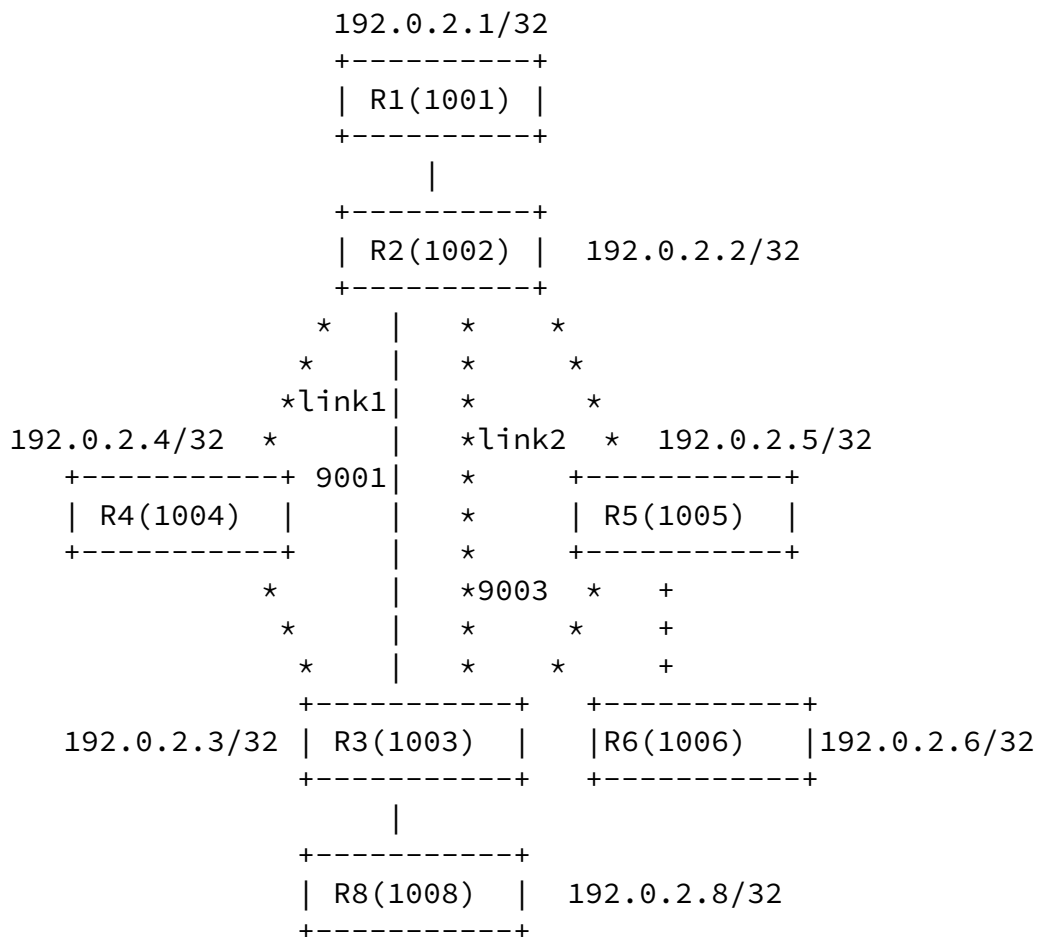 192.0.2.1/32
+----------+
| R1(1001) |
+----------+
|
+----------+
| R2(1002) |  192.0.2.2/32
+----------+
*   |   *    *
*    |   *     *
*link1|    *      *
192.0.2.4/32  *      |   *link2  *  192.0.2.5/32
+-----------+ 9001|   *     +-----------+
| R4(1004)  |     |   *     | R5(1005)  |
+-----------+     |   *     +-----------+
*      |   *9003  *   +
*     |   *     *    +
*    |   *    *     +
+-----------+   +-----------+
192.0.2.3/32 | R3(1003)  |   |R6(1006)   |192.0.2.6/32
+-----------+   +-----------+
|
+-----------+
| R8(1008)  |  192.0.2.8/32
+-----------+